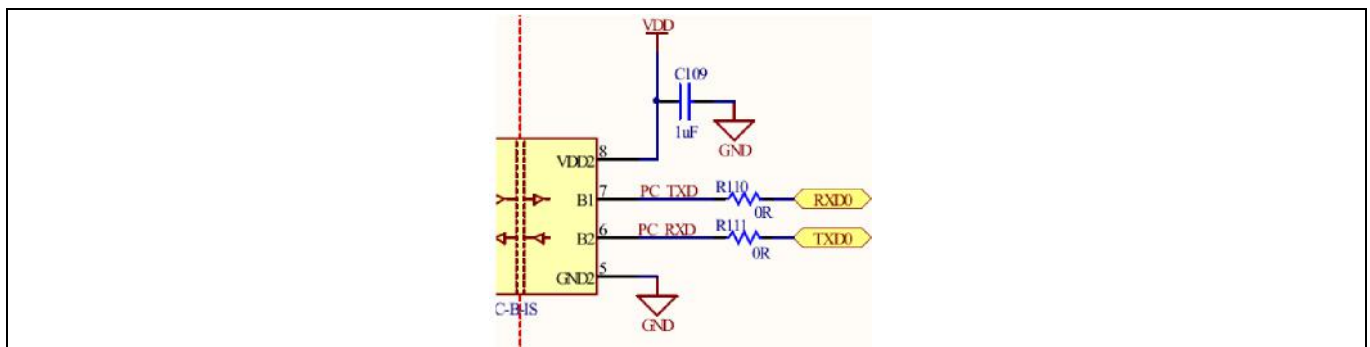 VDD
C109
1uF
GND
VDD2 8
B1 7 PC_TXD R110 0R RXD0
B2 6 PC_RXD R111 0R TXD0
GND2 5
C-B-IS
GND